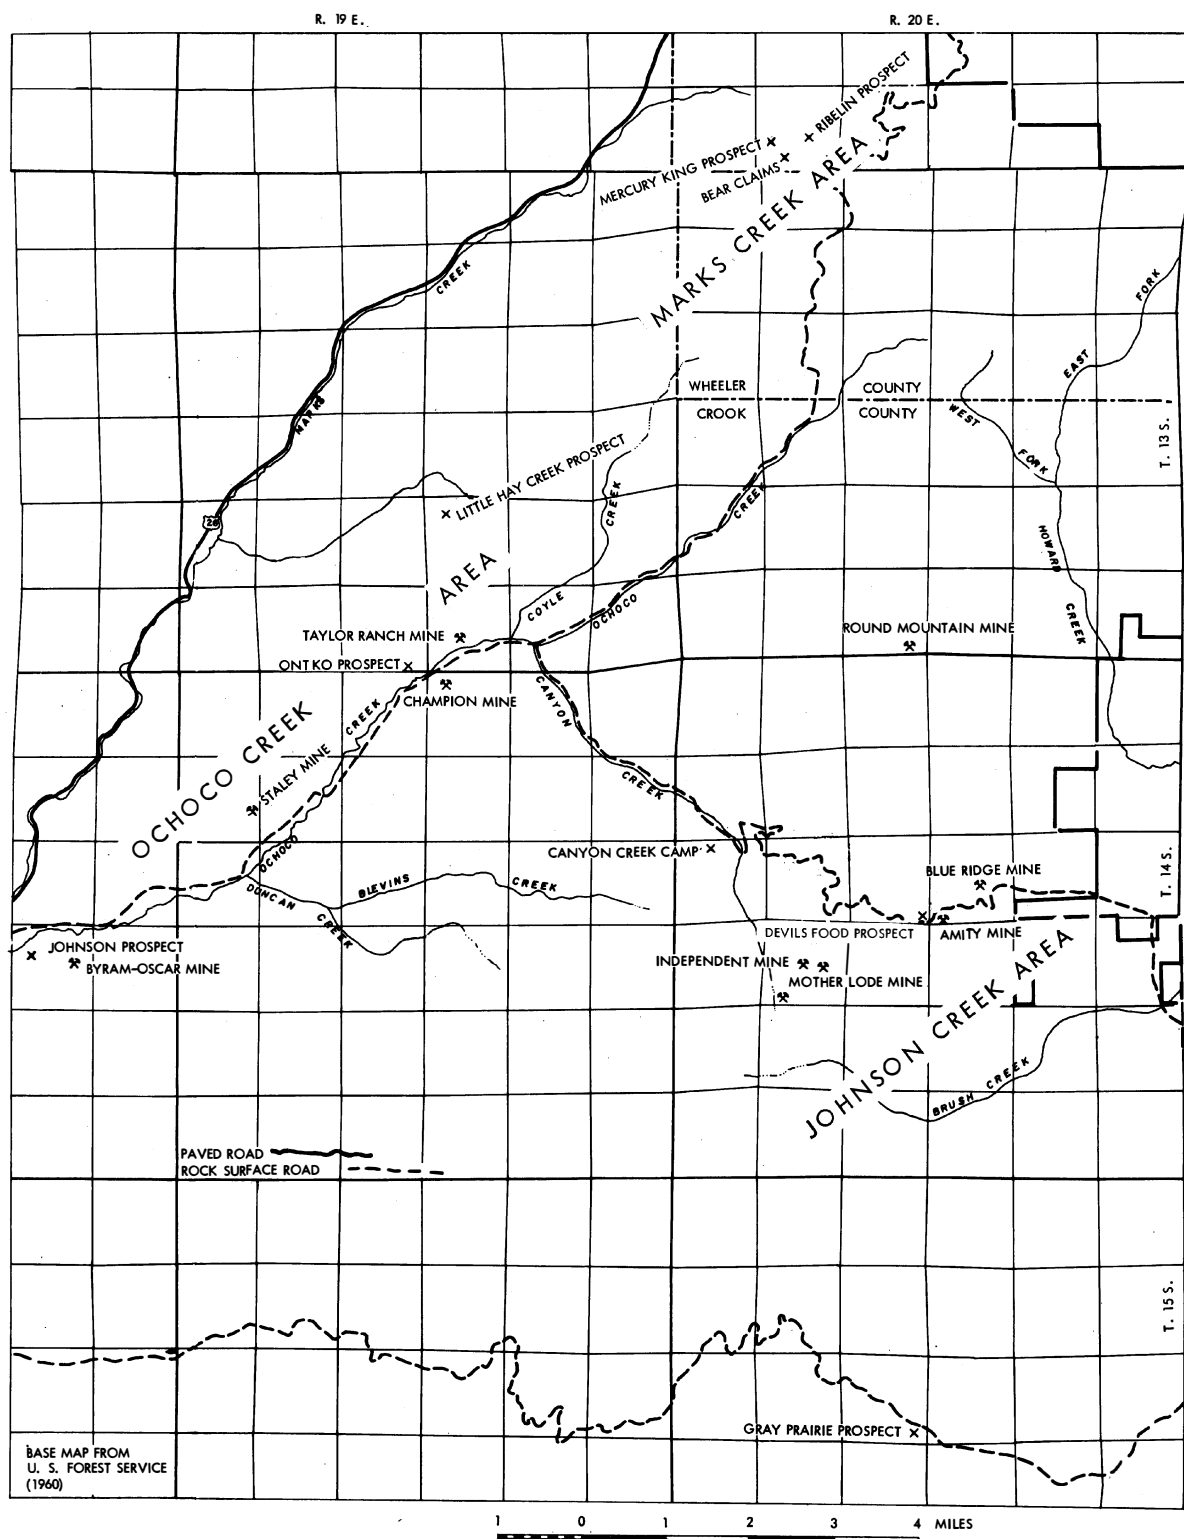 R. 19 E.
R. 20 E.
RIBELIN PROSPECT
MERCURY KING PROSPECT
BEAR CLAIMS
MARKS CREEK AREA
CREEK
MARKS
EAST
FORK
WHEELER
COUNTY
CROOK
COUNTY
WEST
FORK
T. 13 S.
LITTLE HAY CREEK PROSPECT
CREEK
CREEK
26
HOWARD
CREEK
AREA
COYLE
OCHOCO
TAYLOR RANCH MINE
ROUND MOUNTAIN MINE
ONTKO PROSPECT
CHAMPION MINE
CANYON
CREEK
OCHOCO CREEK
CREEK
STALEY MINE
OCHOCO
CANYON CREEK CAMP
BLUE RIDGE MINE
T. 14 S.
DUNCAN
CREEK
BLEVINS
CREEK
DEVILS FOOD PROSPECT
AMITY MINE
JOHNSON PROSPECT
BYRAM-OSCAR MINE
INDEPENDENT MINE
MOTHER LODE MINE
JOHNSON CREEK AREA
BRUSH CREEK
PAVED ROAD
ROCK SURFACE ROAD
T. 15 S.
GRAY PRAIRIE PROSPECT
BASE MAP FROM
U. S. FOREST SERVICE
(1960)
1 0 1 2 3 4 MILES